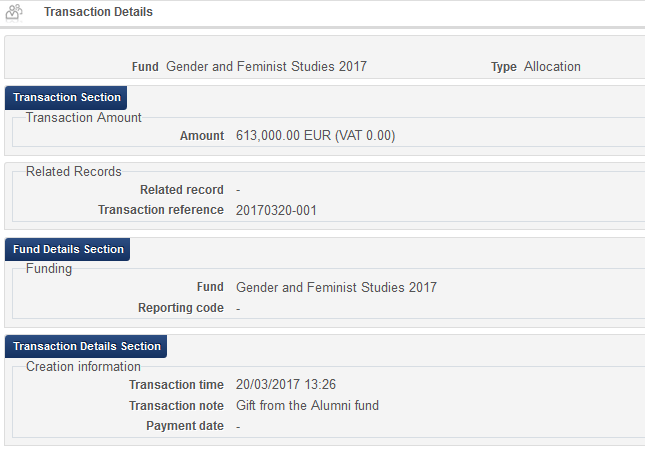 Transaction Details
Fund Gender and Feminist Studies 2017 Type Allocation
Transaction Section
Transaction Amount
Amount 613,000.00 EUR (VAT 0.00)
Related Records
Related record -
Transaction reference 20170320-001
Fund Details Section
Funding
Fund Gender and Feminist Studies 2017
Reporting code -
Transaction Details Section
Creation information
Transaction time 20/03/2017 13:26
Transaction note Gift from the Alumni fund
Payment date -